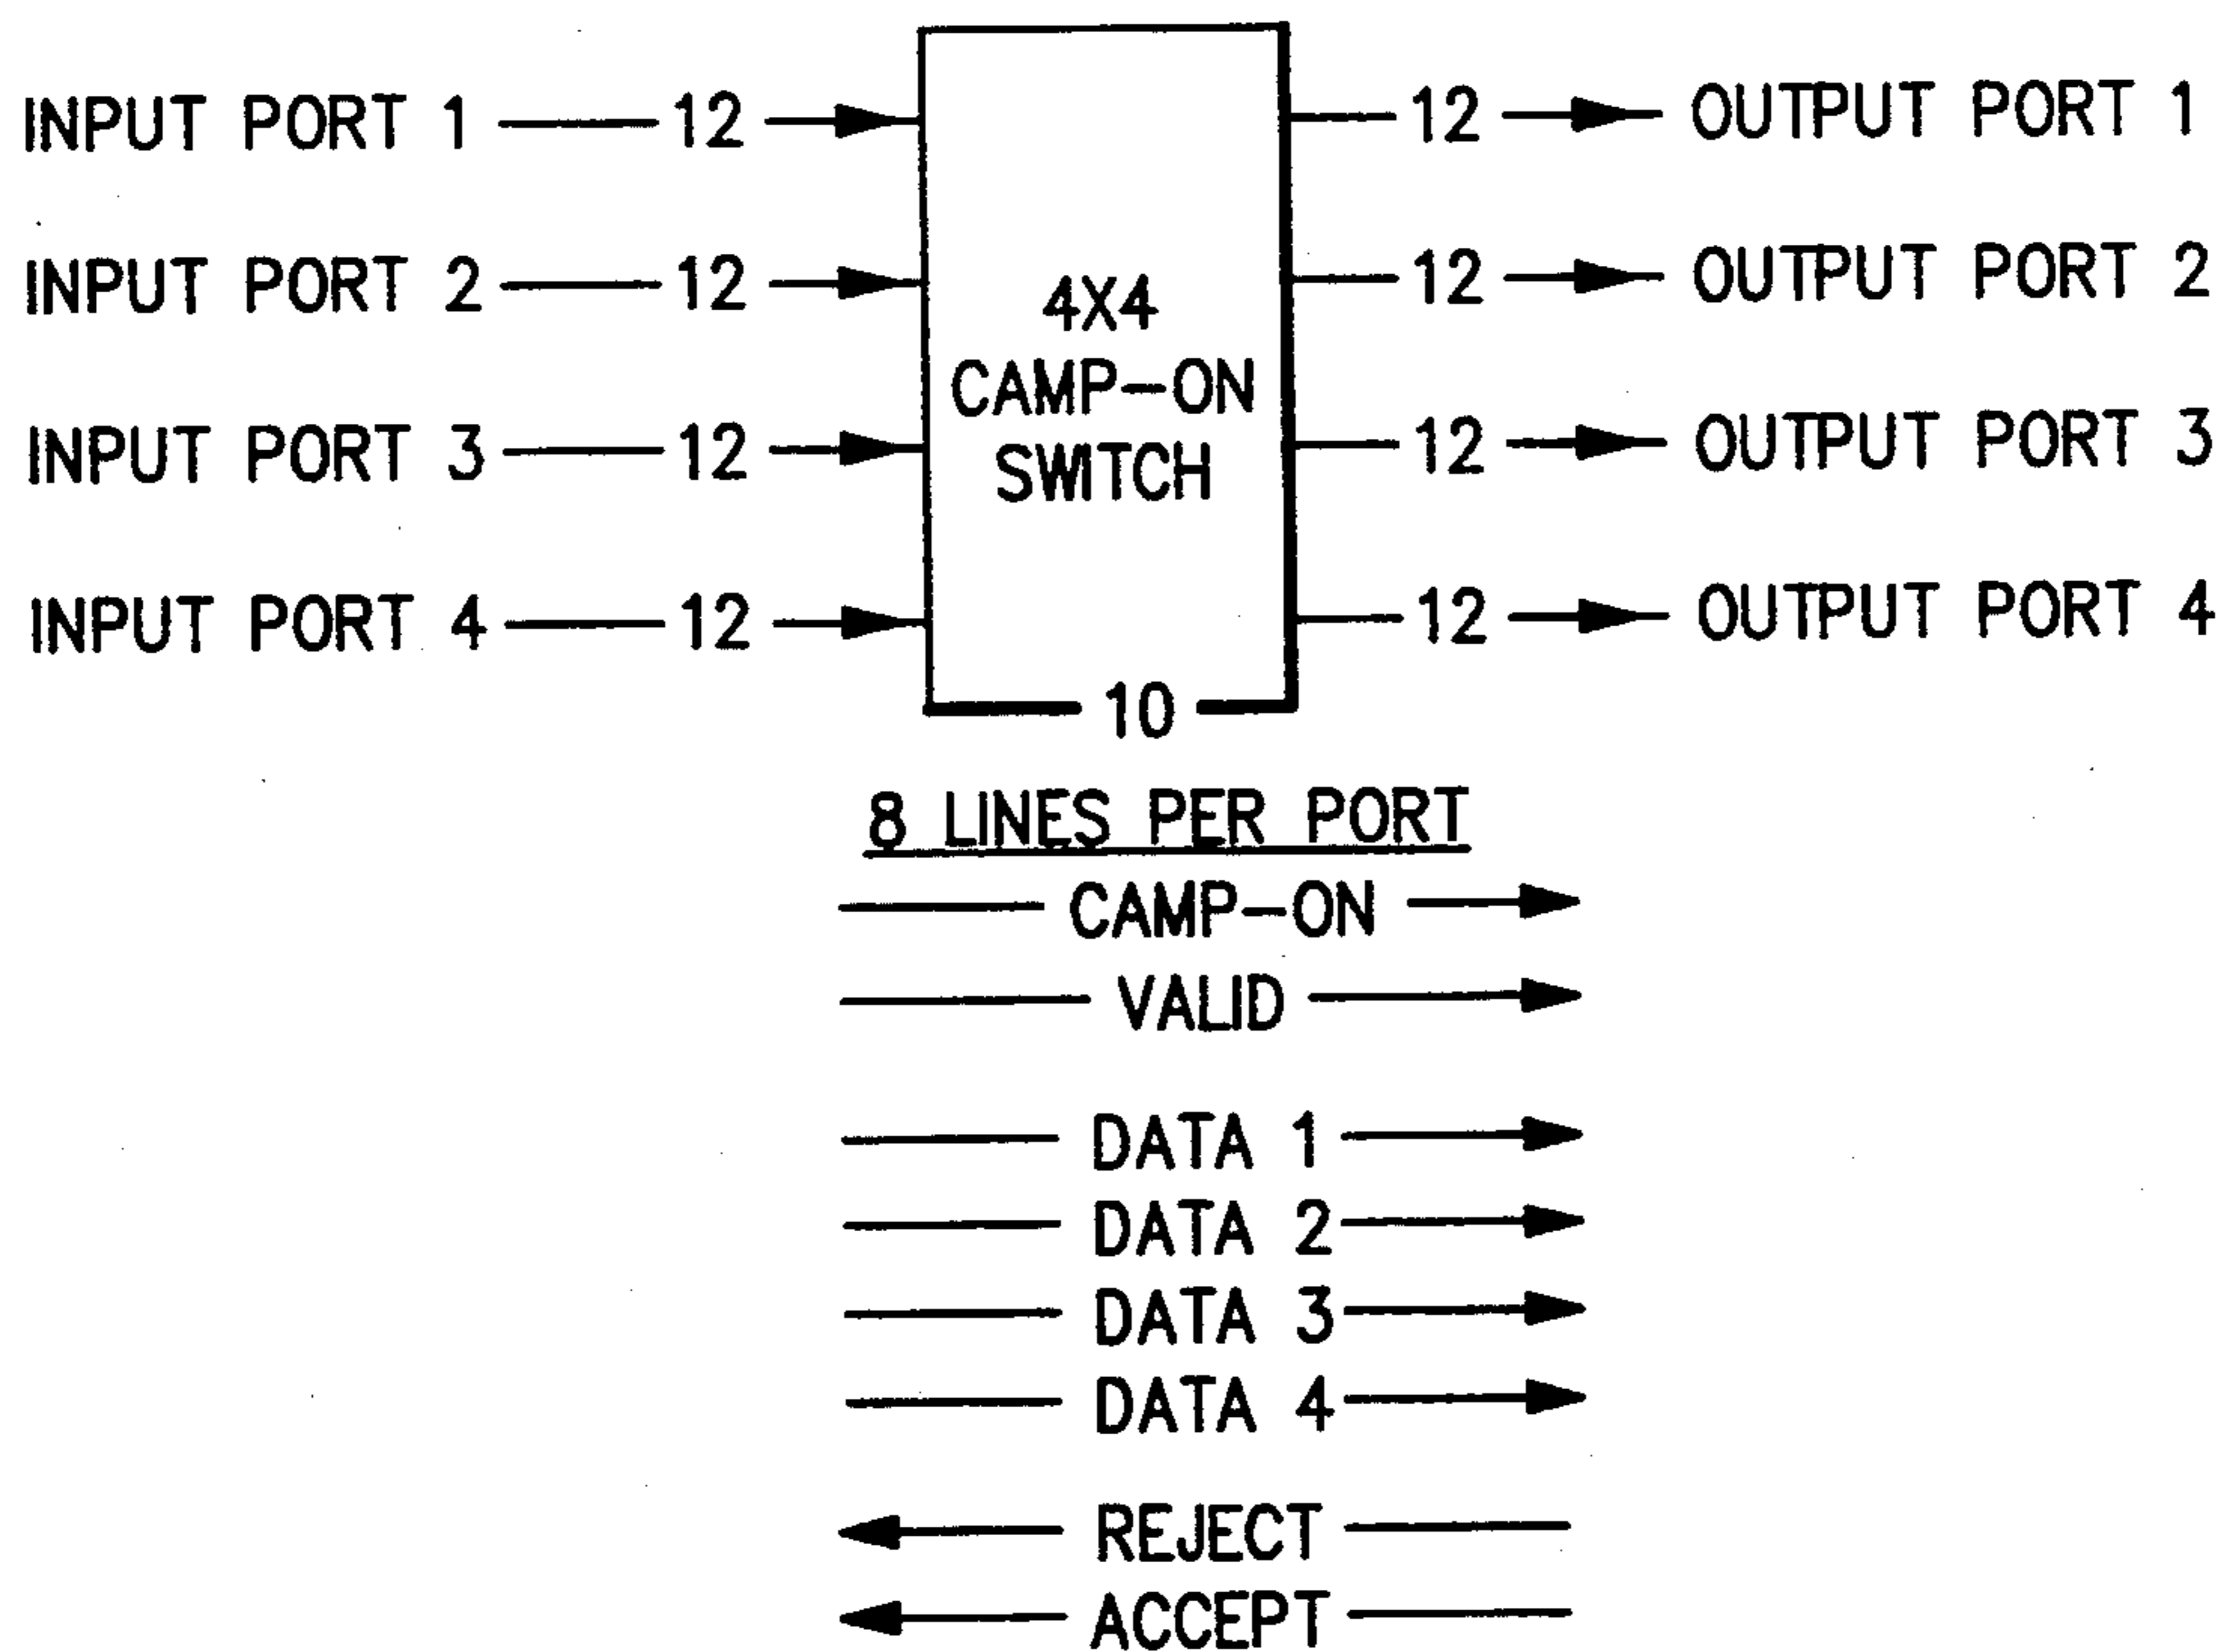 INPUT PORT 1 12 12 OUTPUT PORT 1
INPUT PORT 2 12 12 OUTPUT PORT 2
4X4
CAMP-ON
SWITCH
INPUT PORT 3 12 12 OUTPUT PORT 3
INPUT PORT 4 12 12 OUTPUT PORT 4
10
8 LINES PER PORT
CAMP-ON
VALID
DATA 1
DATA 2
DATA 3
DATA 4
REJECT
ACCEPT